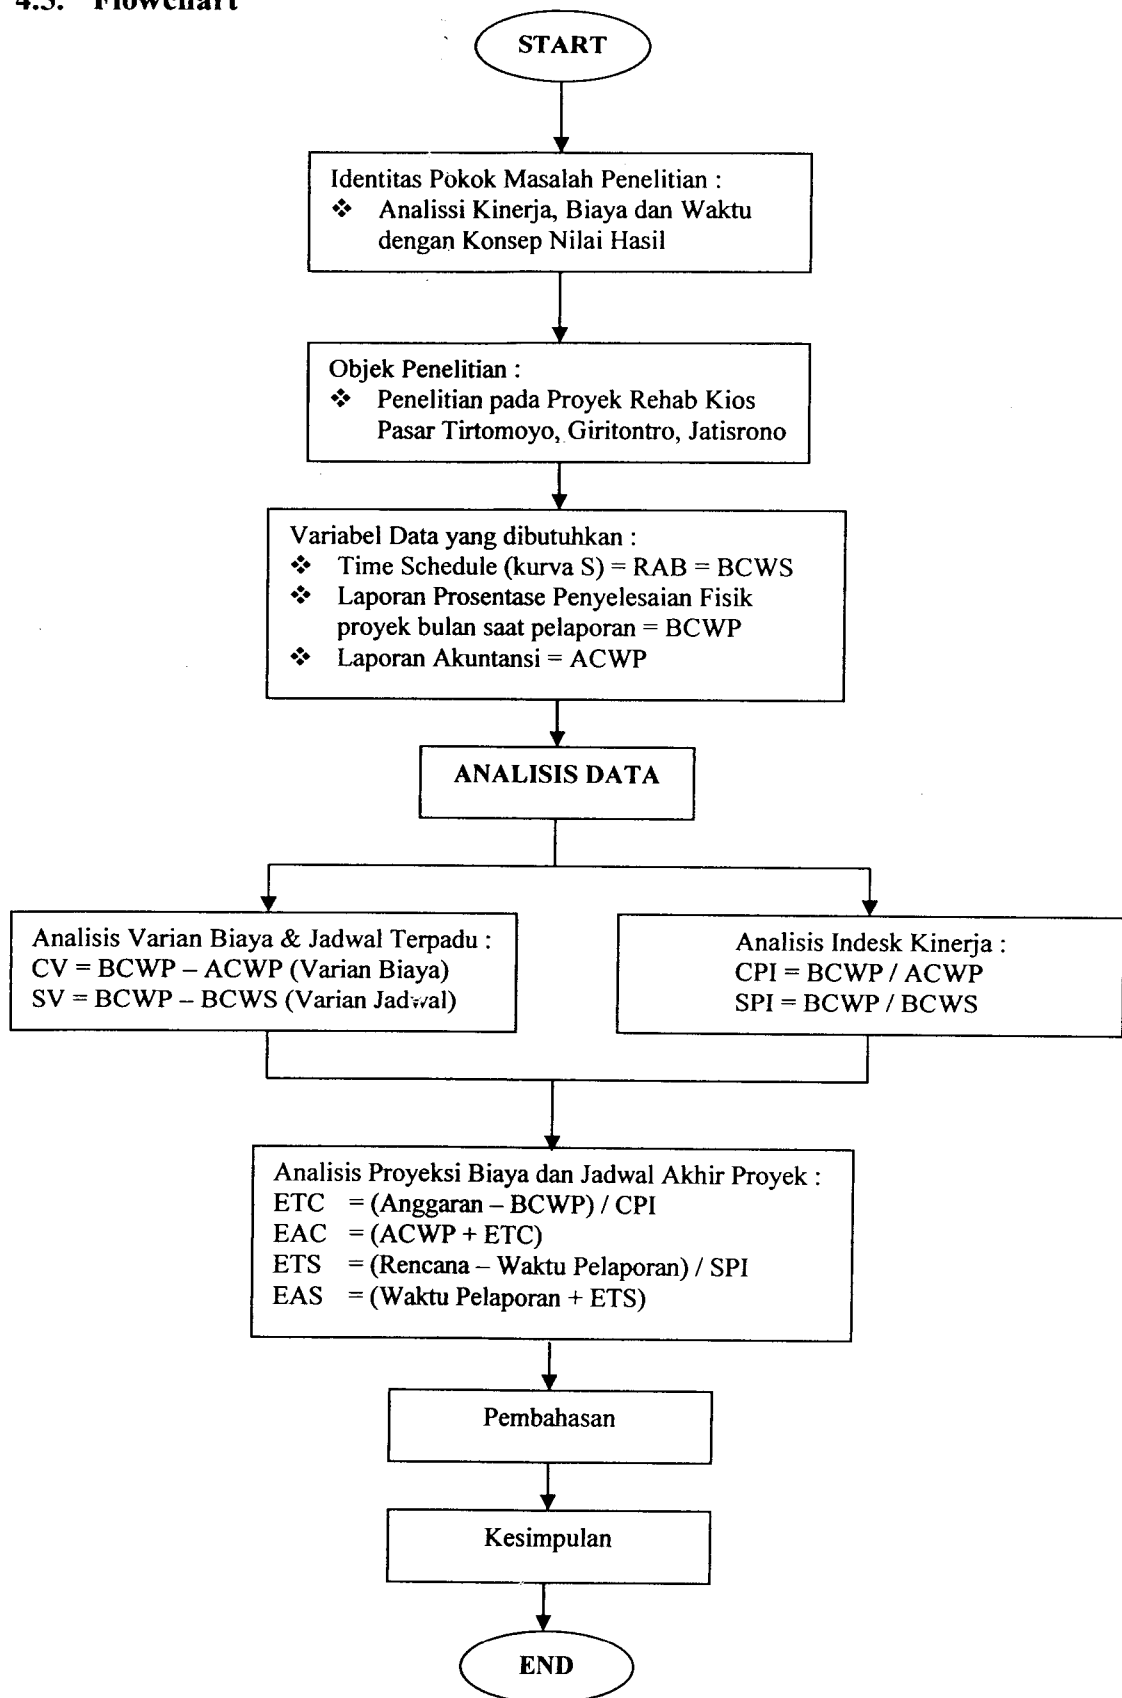 4.3. Flowchart
START
Identitas Pokok Masalah Penelitian :
❖ Analissi Kinerja, Biaya dan Waktu
dengan Konsep Nilai Hasil
Objek Penelitian :
❖ Penelitian pada Proyek Rehab Kios
Pasar Tirtomoyo, Giritontro, Jatisrono
Variabel Data yang dibutuhkan :
❖ Time Schedule (kurva S) = RAB = BCWS
❖ Laporan Prosentase Penyelesaian Fisik
proyek bulan saat pelaporan = BCWP
❖ Laporan Akuntansi = ACWP
ANALISIS DATA
Analisis Varian Biaya & Jadwal Terpadu :
CV = BCWP – ACWP (Varian Biaya)
SV = BCWP – BCWS (Varian Jadwal)
Analisis Indesk Kinerja :
CPI = BCWP / ACWP
SPI = BCWP / BCWS
Analisis Proyeksi Biaya dan Jadwal Akhir Proyek :
ETC = (Anggaran – BCWP) / CPI
EAC = (ACWP + ETC)
ETS = (Rencana – Waktu Pelaporan) / SPI
EAS = (Waktu Pelaporan + ETS)
Pembahasan
Kesimpulan
END